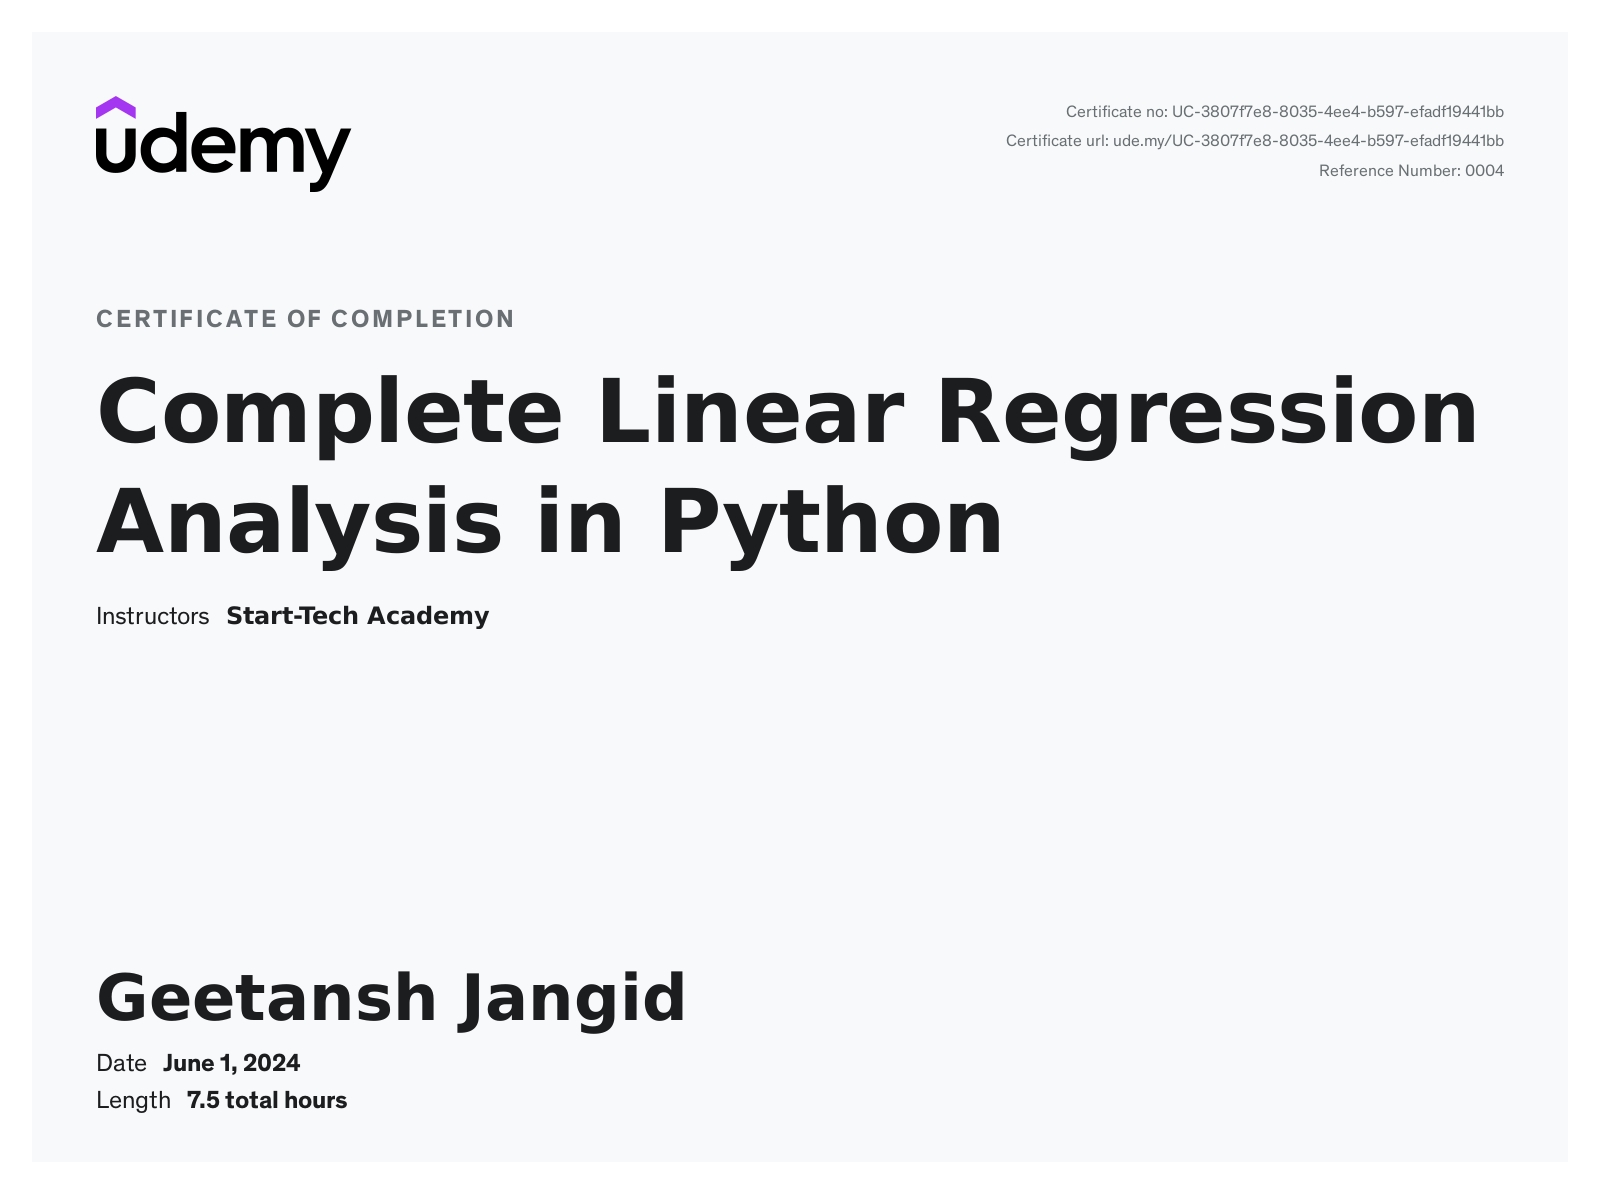 udemy
Certificate no: UC-3807f7e8-8035-4ee4-b597-efadf19441bb
Certificate url: ude.my/UC-3807f7e8-8035-4ee4-b597-efadf19441bb
Reference Number: 0004
CERTIFICATE OF COMPLETION
Complete Linear Regression
Analysis in Python
Instructors Start-Tech Academy
Geetansh Jangid
Date June 1, 2024
Length 7.5 total hours